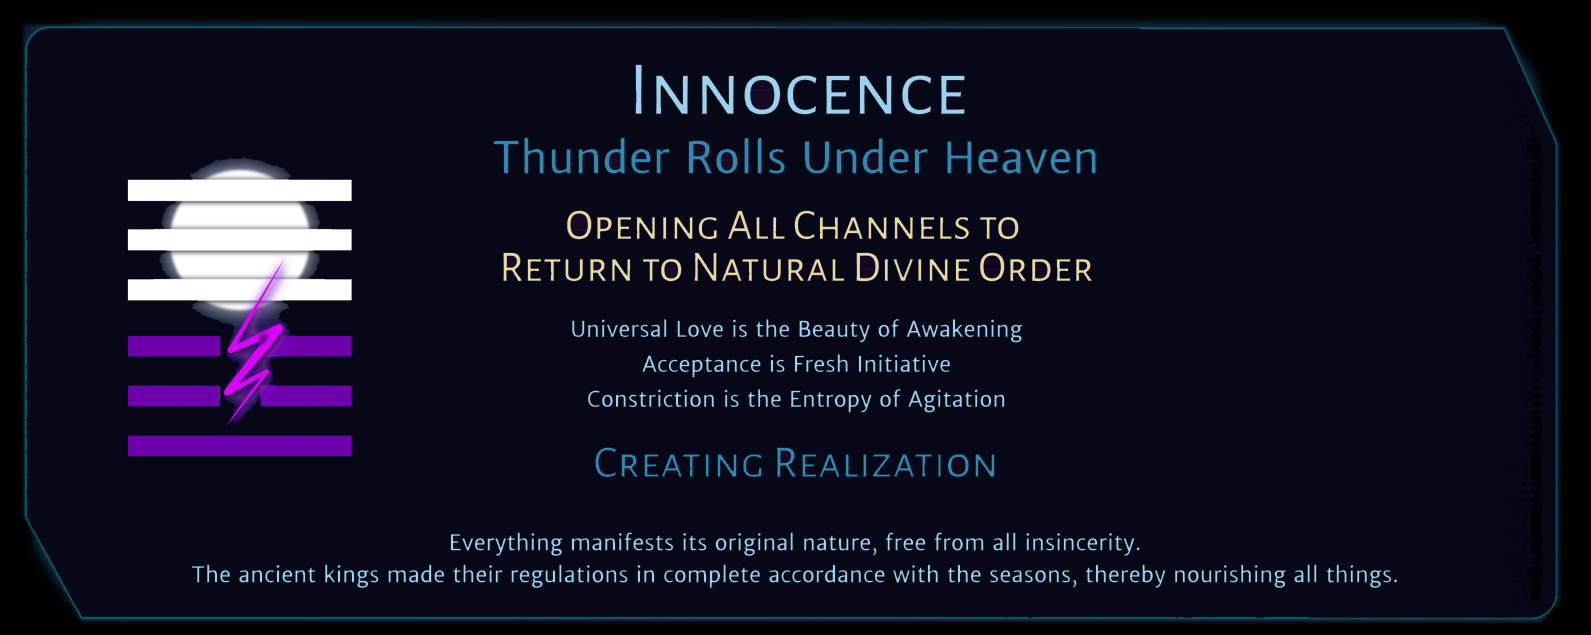 Innocence
Thunder Rolls Under Heaven
Opening All Channels to
Return to Natural Divine Order
Universal Love is the Beauty of Awakening
Acceptance is Fresh Initiative
Constriction is the Entropy of Agitation
Creating Realization
Everything manifests its original nature, free from all insincerity.
The ancient kings made their regulations in complete accordance with the seasons, thereby nourishing all things.